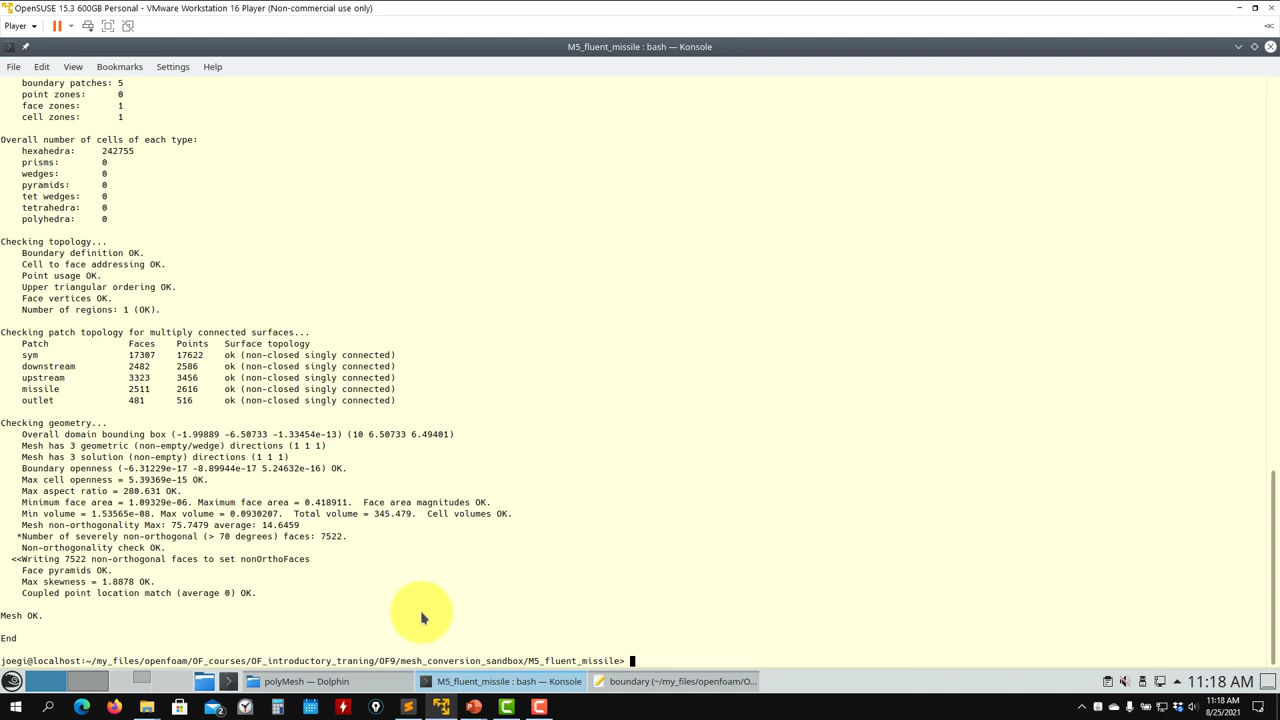 OpenSUSE 15.3 600GB Personal - VMware Workstation 16 Player (Non-commercial use only)
Player
M5_fluent_missile : bash — Konsole
File Edit View Bookmarks Settings Help
boundary patches: 5
point zones: 0
face zones: 1
cell zones: 1
Overall number of cells of each type:
hexahedra: 242755
prisms: 0
wedges: 0
pyramids: 0
tet wedges: 0
tetrahedra: 0
polyhedra: 0
Checking topology...
Boundary definition OK.
Cell to face addressing OK.
Point usage OK.
Upper triangular ordering OK.
Face vertices OK.
Number of regions: 1 (OK).
Checking patch topology for multiply connected surfaces...
Patch Faces Points Surface topology
sym 17307 17622 ok (non-closed singly connected)
downstream 2482 2586 ok (non-closed singly connected)
upstream 3323 3456 ok (non-closed singly connected)
missile 2511 2616 ok (non-closed singly connected)
outlet 481 516 ok (non-closed singly connected)
Checking geometry...
Overall domain bounding box (-1.99889 -6.50733 -1.33454e-13) (10 6.50733 6.49401)
Mesh has 3 geometric (non-empty/wedge) directions (1 1 1)
Mesh has 3 solution (non-empty) directions (1 1 1)
Boundary openness (-6.31229e-17 -8.89944e-17 5.24632e-16) OK.
Max cell openness = 5.39369e-15 OK.
Max aspect ratio = 280.631 OK.
Minimum face area = 1.09329e-06. Maximum face area = 0.418911. Face area magnitudes OK.
Min volume = 1.53565e-08. Max volume = 0.0930207. Total volume = 345.479. Cell volumes OK.
Mesh non-orthogonality Max: 75.7479 average: 14.6459
*Number of severely non-orthogonal (> 70 degrees) faces: 7522.
Non-orthogonality check OK.
<<Writing 7522 non-orthogonal faces to set nonOrthoFaces
Face pyramids OK.
Max skewness = 1.8878 OK.
Coupled point location match (average 0) OK.
Mesh OK.
End
joegi@localhost:~/my_files/openfoam/OF_courses/OF_introductory_traning/OF9/mesh_conversion_sandbox/M5_fluent_missile>
polyMesh — Dolphin
M5_fluent_missile : bash — Konsole
boundary (~/my_files/openfoam/O...
11:18 AM
11:18 AM
8/25/2021